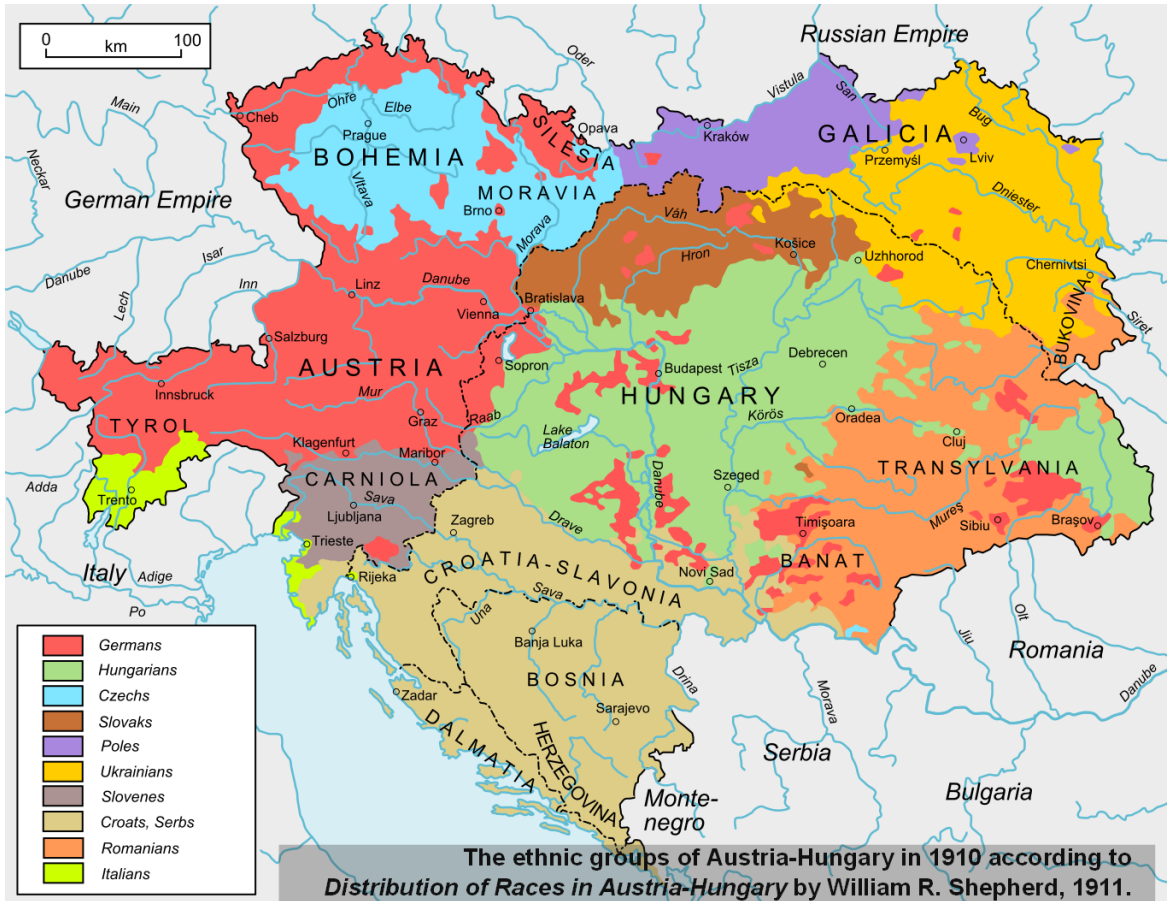 0 100
km
Russian Empire
Oder
Vistula
San
Main
Cheb
Ohře
Elbe
Prague
Opava
SILESIA
Kraków
GALICIA
Bug
BOHEMIA
Przemyśl
Lviv
Neckar
German Empire
Vltava
MORAVIA
Brno
Dniester
Morava
Váh
Hron
Košice
Uzhhorod
Isar
Danube
Lech
Inn
Linz
Danube
Vienna
Bratislava
Chernivtsi
BUKOVINA
Siret
Salzburg
AUSTRIA
Sopron
Budapest
Tisza
Debrecen
Innsbruck
Mur
HUNGARY
TYROL
Graz
Raab
Körös
Oradea
Klagenfurt
Maribor
Lake
Balaton
Cluj
CARNIOLA
Danube
Szeged
TRANSYLVANIA
Adda
Trento
Sava
Ljubljana
Drave
Mureş
Zagreb
Timișoara
Sibiu
Braşov
Trieste
Italy
Adige
Rijeka
CROATIA-SLAVONIA
Novi Sad
BANAT
Po
Sava
Una
Banja Luka
Jiu
Olt
Romania
BOSNIA
Drina
Zadar
Sarajevo
Morava
Danube
DALMATIA
HERZEGOVINA
Serbia
Bulgaria
Monte-
negro
Germans
Hungarians
Czechs
Slovaks
Poles
Ukrainians
Slovenes
Croats, Serbs
Romanians
Italians
The ethnic groups of Austria-Hungary in 1910 according to
Distribution of Races in Austria-Hungary by William R. Shepherd, 1911.